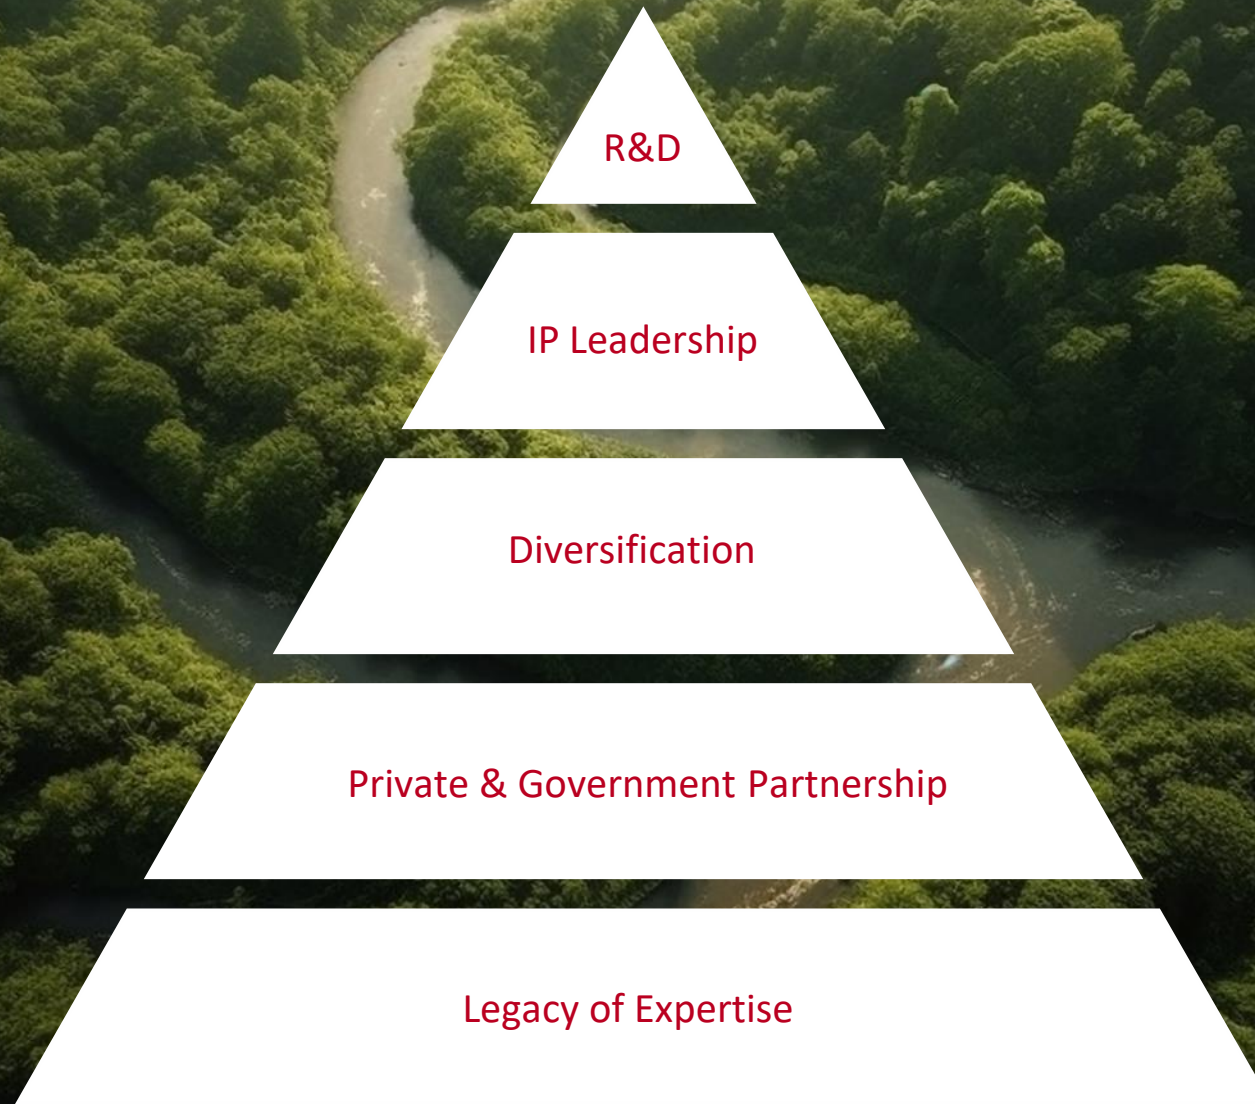 R&D
IP Leadership
Diversification
Private & Government Partnership
Legacy of Expertise